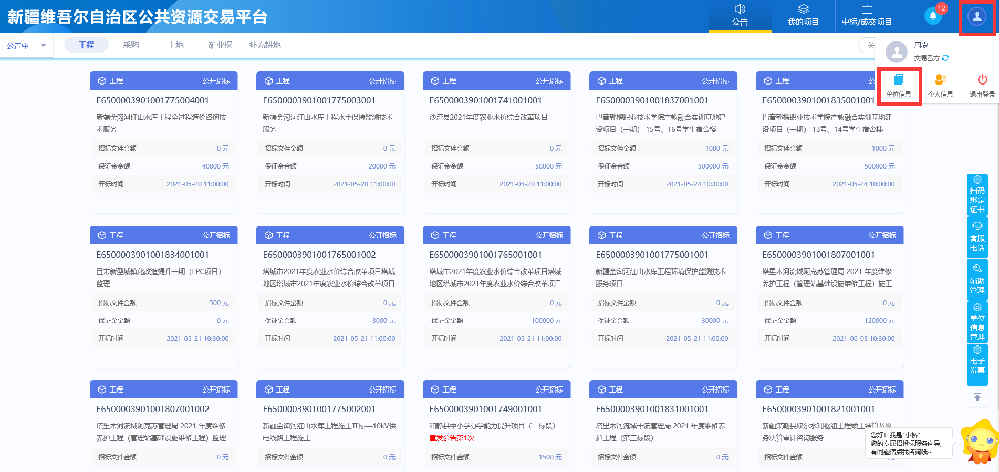 新疆维吾尔自治区公共资源交易平台
公告
我的项目
中标/成交项目
12
公告中
工程
采购
土地
矿业权
补充耕地
关
周岁
交易乙方
单位信息
个人信息
退出登录
工程 公开招标
E6500003901001775004001
新疆金沟河红山水库工程全过程造价咨询技
术服务
招标文件金额 0 元
保证金金额 40000 元
开标时间 2021-05-20 11:00:00
工程 公开招标
E6500003901001775003001
新疆金沟河红山水库工程水土保持监测技术
服务
招标文件金额 0 元
保证金金额 20000 元
开标时间 2021-05-20 11:00:00
工程 公开招标
E6500003901001741001001
沙湾县2021年度农业水价综合改革项目
招标文件金额 0 元
保证金金额 50000 元
开标时间 2021-05-20 11:00:00
工程 公开招标
E6500003901001837001001
巴音郭楞职业技术学院产教融合实训基地建
设项目（一期） 15号、16号学生宿舍楼
招标文件金额 1000 元
保证金金额 500000 元
开标时间 2021-05-24 10:30:00
工程 公
E6500003901001835001001
巴音郭楞职业技术学院产教融合实训基地建
设项目（一期） 13号、14号学生宿舍楼
招标文件金额 1000 元
保证金金额 500000 元
开标时间 2021-05-24 10:00:00
工程 公开招标
E6500003901001834001001
且末新型城镇化改造提升一期（EPC项目）
监理
招标文件金额 500 元
保证金金额 0 元
开标时间 2021-05-21 10:30:00
工程 公开招标
E6500003901001765001002
塔城市2021年度农业水价综合改革项目塔城
地区塔城市2021年度农业水价综合改革项目
招标文件金额 0 元
保证金金额 3000 元
开标时间 2021-05-21 11:00:00
工程 公开招标
E6500003901001765001001
塔城市2021年度农业水价综合改革项目塔城
地区塔城市2021年度农业水价综合改革项目
招标文件金额 0 元
保证金金额 100000 元
开标时间 2021-05-21 11:00:00
工程 公开招标
E6500003901001775001001
新疆金沟河红山水库工程环境保护监测技术
服务项目
招标文件金额 0 元
保证金金额 30000 元
开标时间 2021-05-21 11:00:00
工程 公开招标
E6500003901001807001001
塔里木河流域阿克苏管理局 2021 年度维修
养护工程（管理站基础设施维修工程）施工
招标文件金额 0 元
保证金金额 120000 元
开标时间 2021-06-03 10:30:00
工程 公开招标
E6500003901001807001002
塔里木河流域阿克苏管理局 2021 年度维修
养护工程（管理站基础设施维修工程）监理
招标文件金额 0 元
工程 公开招标
E6500003901001775002001
新疆金沟河红山水库工程施工Ⅱ标—10kV供
电线路工程施工
招标文件金额 0 元
工程 公开招标
E6500003901001749001001
和静县中小学办学能力提升项目（二标段）
重发公告第1次
招标文件金额 1500 元
工程 公开招标
E6500003901001831001001
塔里木河流域干流管理局 2021 年度维修养
护工程（第三标段）
招标文件金额 0 元
工程 公开招标
E6500003901001821001001
新疆策勒县奴尔水利枢纽工程竣工结算及财
务决算审计咨询服务
招标文件金额
扫码
绑定
证书
客服
电话
辅助
管理
单位
信息
管理
电子
发票
您好！我是"小桥"，
您的专属招投标服务向导,
有问题请点我咨询哦~